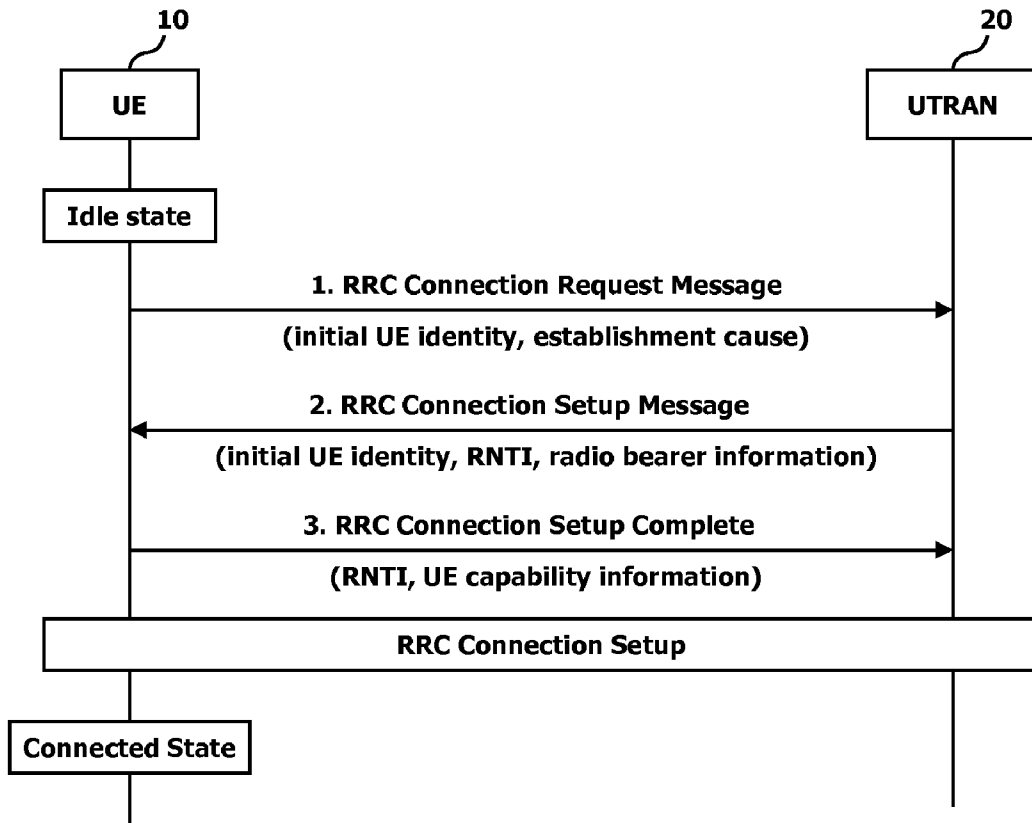 10
20
UE
UTRAN
Idle state
1. RRC Connection Request Message
(initial UE identity, establishment cause)
2. RRC Connection Setup Message
(initial UE identity, RNTI, radio bearer information)
3. RRC Connection Setup Complete
(RNTI, UE capability information)
RRC Connection Setup
Connected State